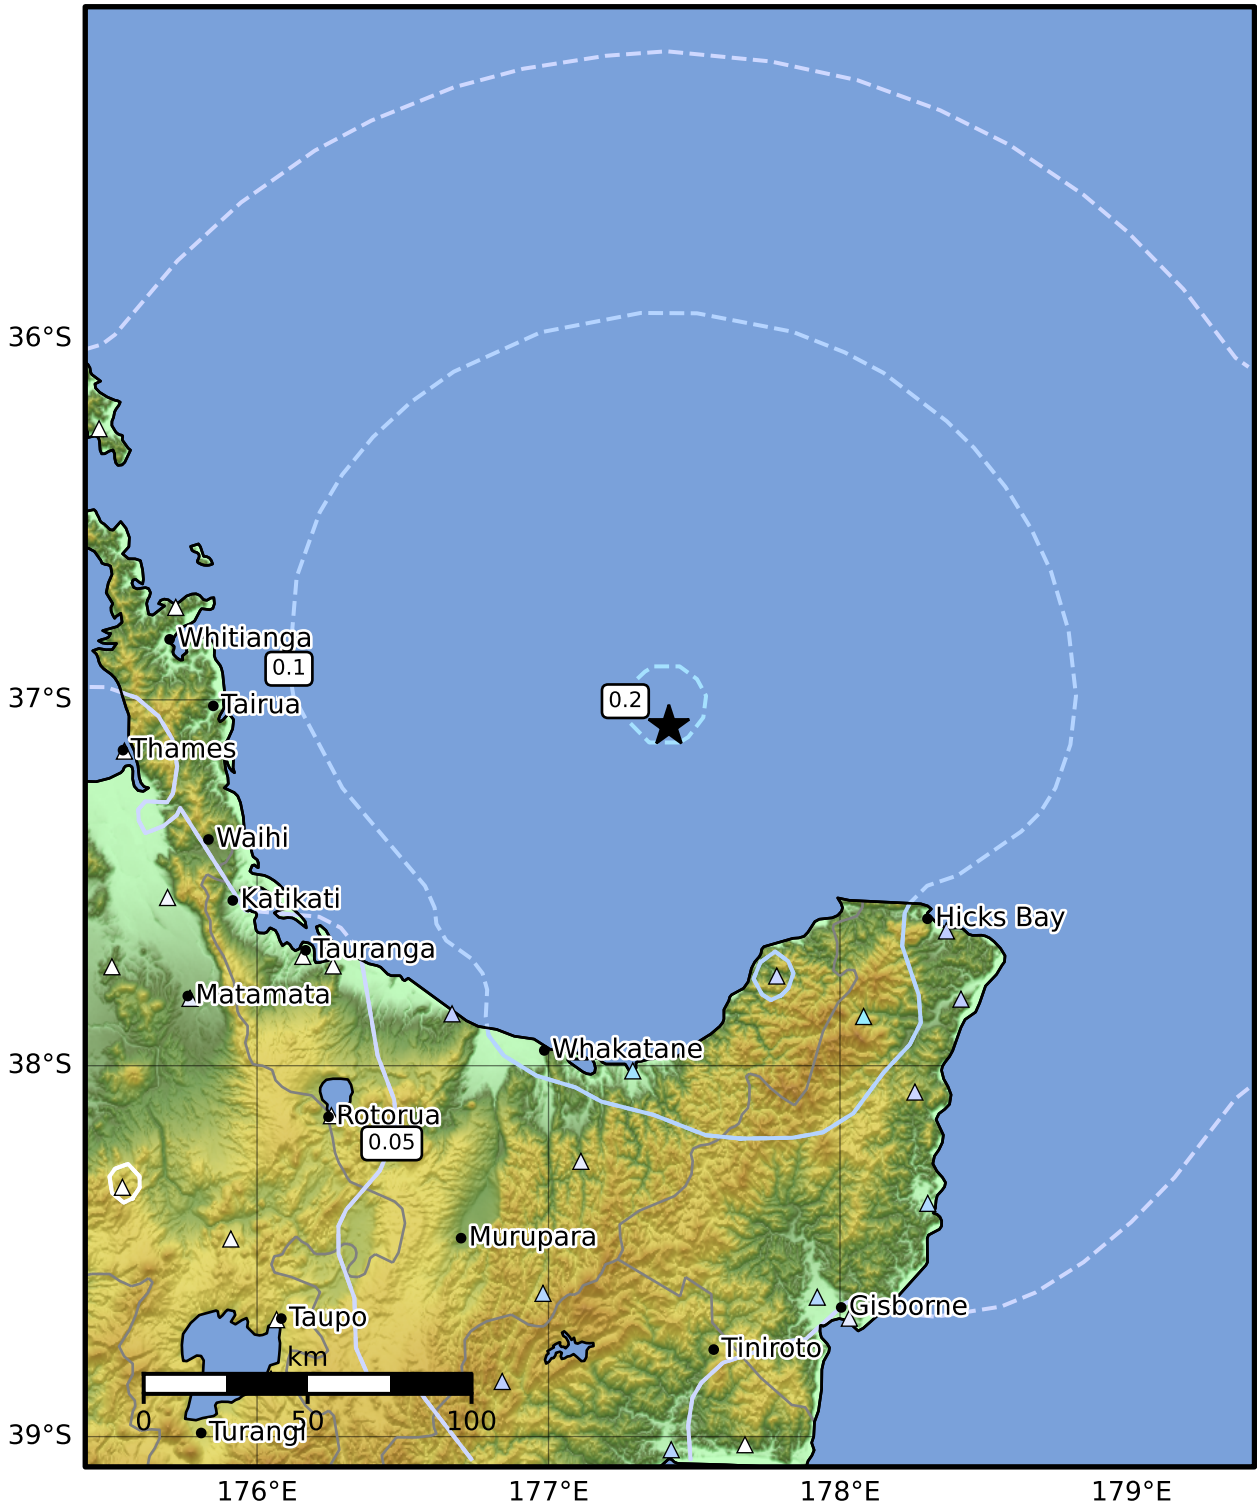 36°S
Whitianga
0.1
37°S
0.2
Tairua
Thames
Waihi
Katikati
Hicks Bay
Tauranga
Matamata
Whakatane
38°S
Rotorua
0.05
Murupara
Gisborne
Taupo
Tiniroto
km
0 50 100
Turangi
39°S
176°E 177°E 178°E 179°E